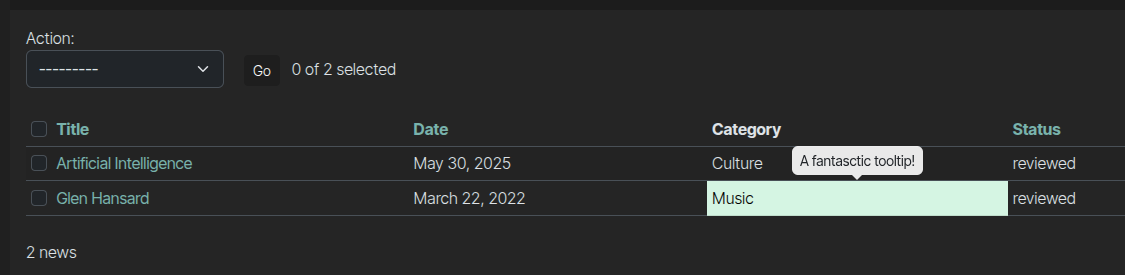 Action:
---------
Go 0 of 2 selected
Title Date Category Status
A fantasctic tooltip!
Artificial Intelligence May 30, 2025 Culture reviewed
Glen Hansard March 22, 2022 Music reviewed
2 news